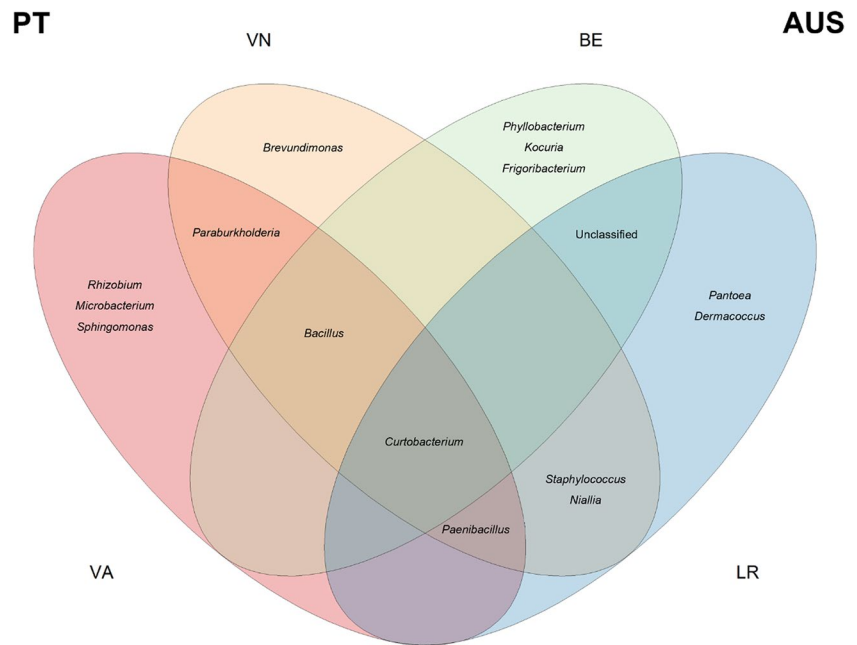 PT
AUS
VN
BE
Brevundimonas
Phyllobacterium
Kocuria
Frigoribacterium
Paraburkholderia
Unclassified
Rhizobium
Microbacterium
Sphingomonas
Pantoea
Dermacoccus
Bacillus
Curtobacterium
Staphylococcus
Niallia
Paenibacillus
VA
LR